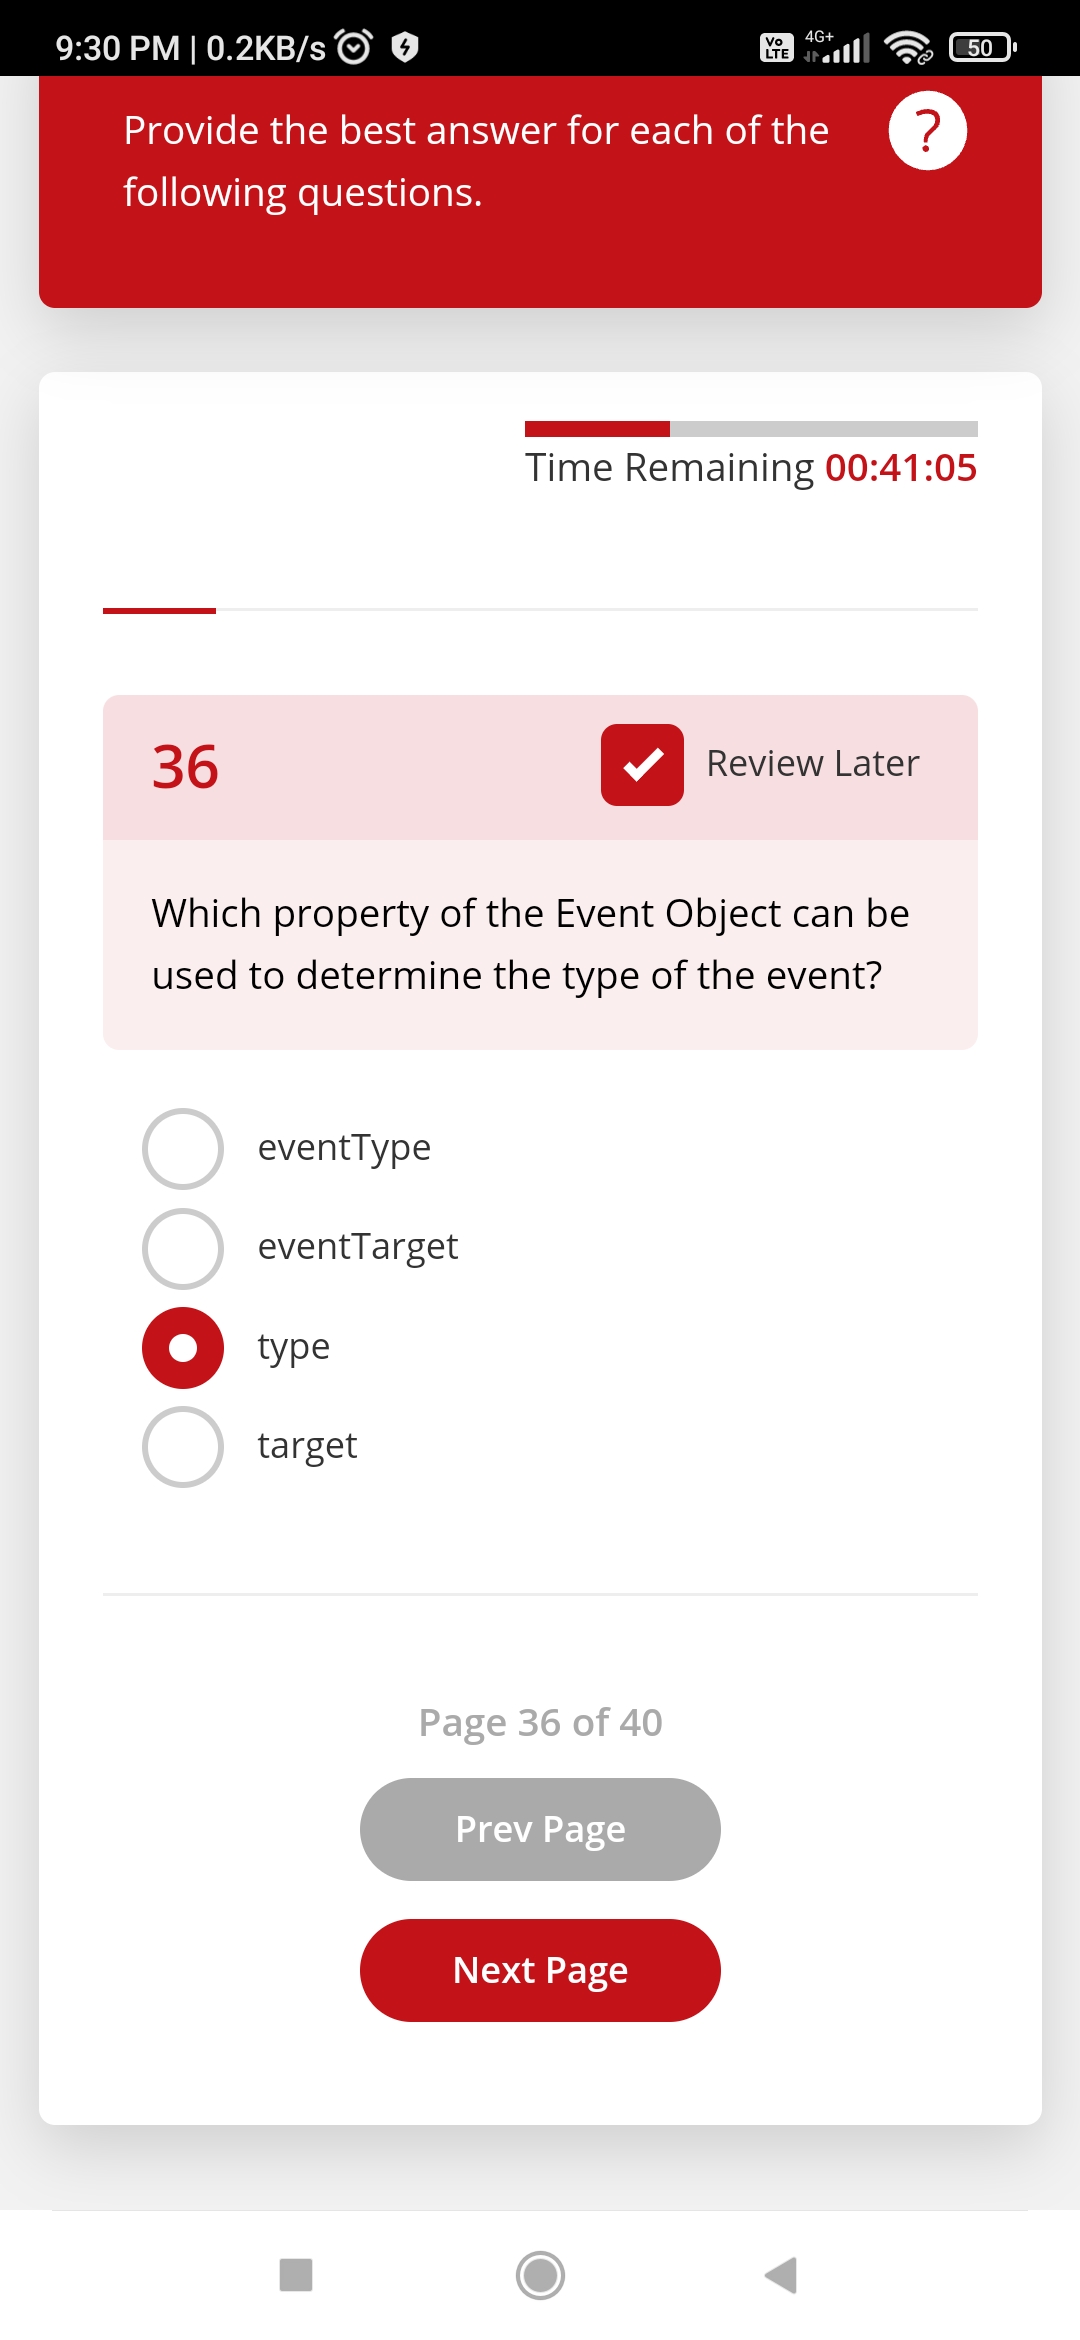 9:30 PM | 0.2KB/s
Vo LTE 4G+ 50
Provide the best answer for each of the
following questions.
?
Time Remaining 00:41:05
36
Review Later
Which property of the Event Object can be
used to determine the type of the event?
eventType
eventTarget
type
target
Page 36 of 40
Prev Page
Next Page